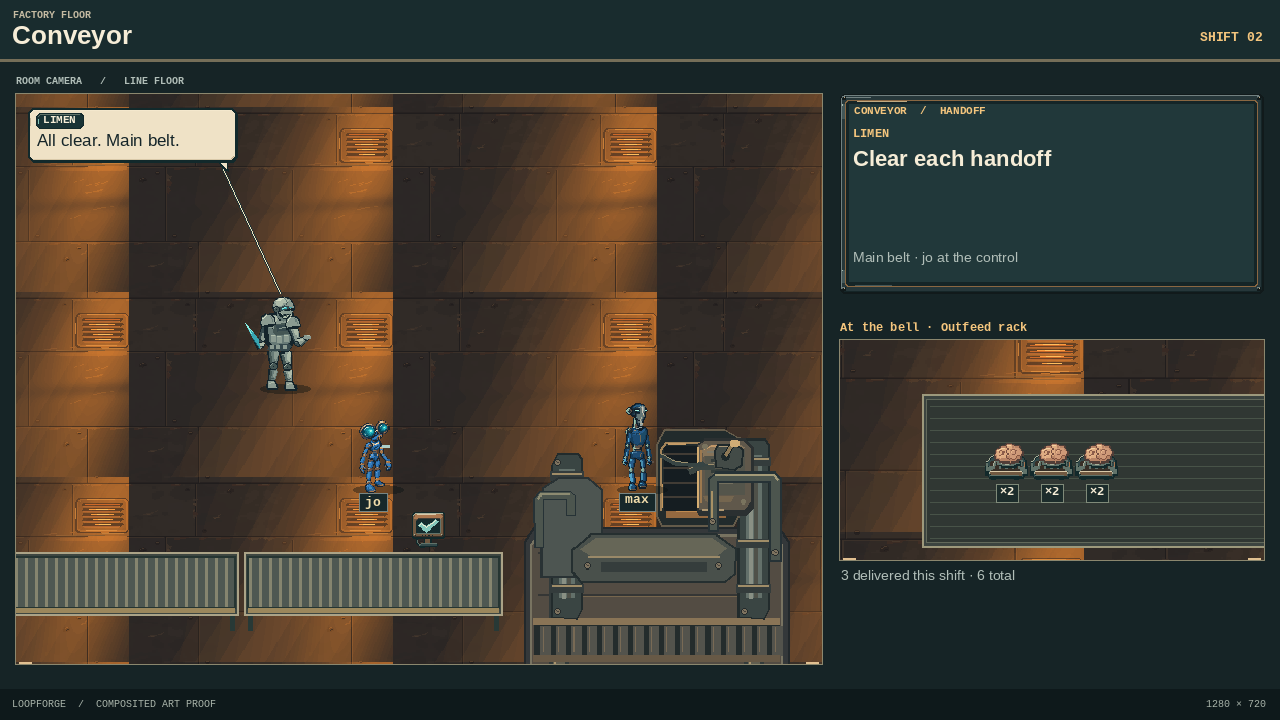 FACTORY FLOOR
Conveyor
SHIFT 02
ROOM CAMERA / LINE FLOOR
LIMEN
All clear. Main belt.
jo
max
CONVEYOR / HANDOFF
LIMEN
Clear each handoff
Main belt · jo at the control
At the bell · Outfeed rack
×2 ×2 ×2
3 delivered this shift · 6 total
LOOPFORGE / COMPOSITED ART PROOF
1280 × 720